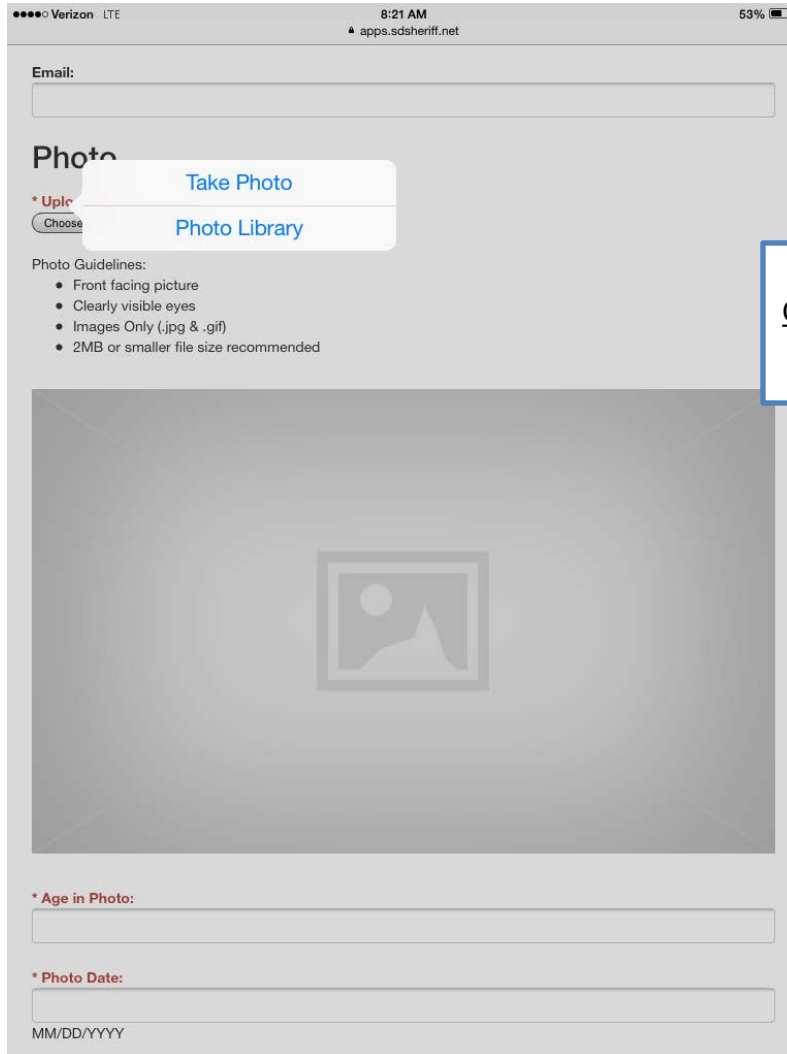 Verizon LTE 8:21 AM 53%
apps.sdsheriff.net
Email:
Photo
Take Photo
* Uplo
Choose
Photo Library
Photo Guidelines:
Front facing picture
Clearly visible eyes
Images Only (.jpg & .gif)
2MB or smaller file size recommended
* Age in Photo:
* Photo Date:
MM/DD/YYYY